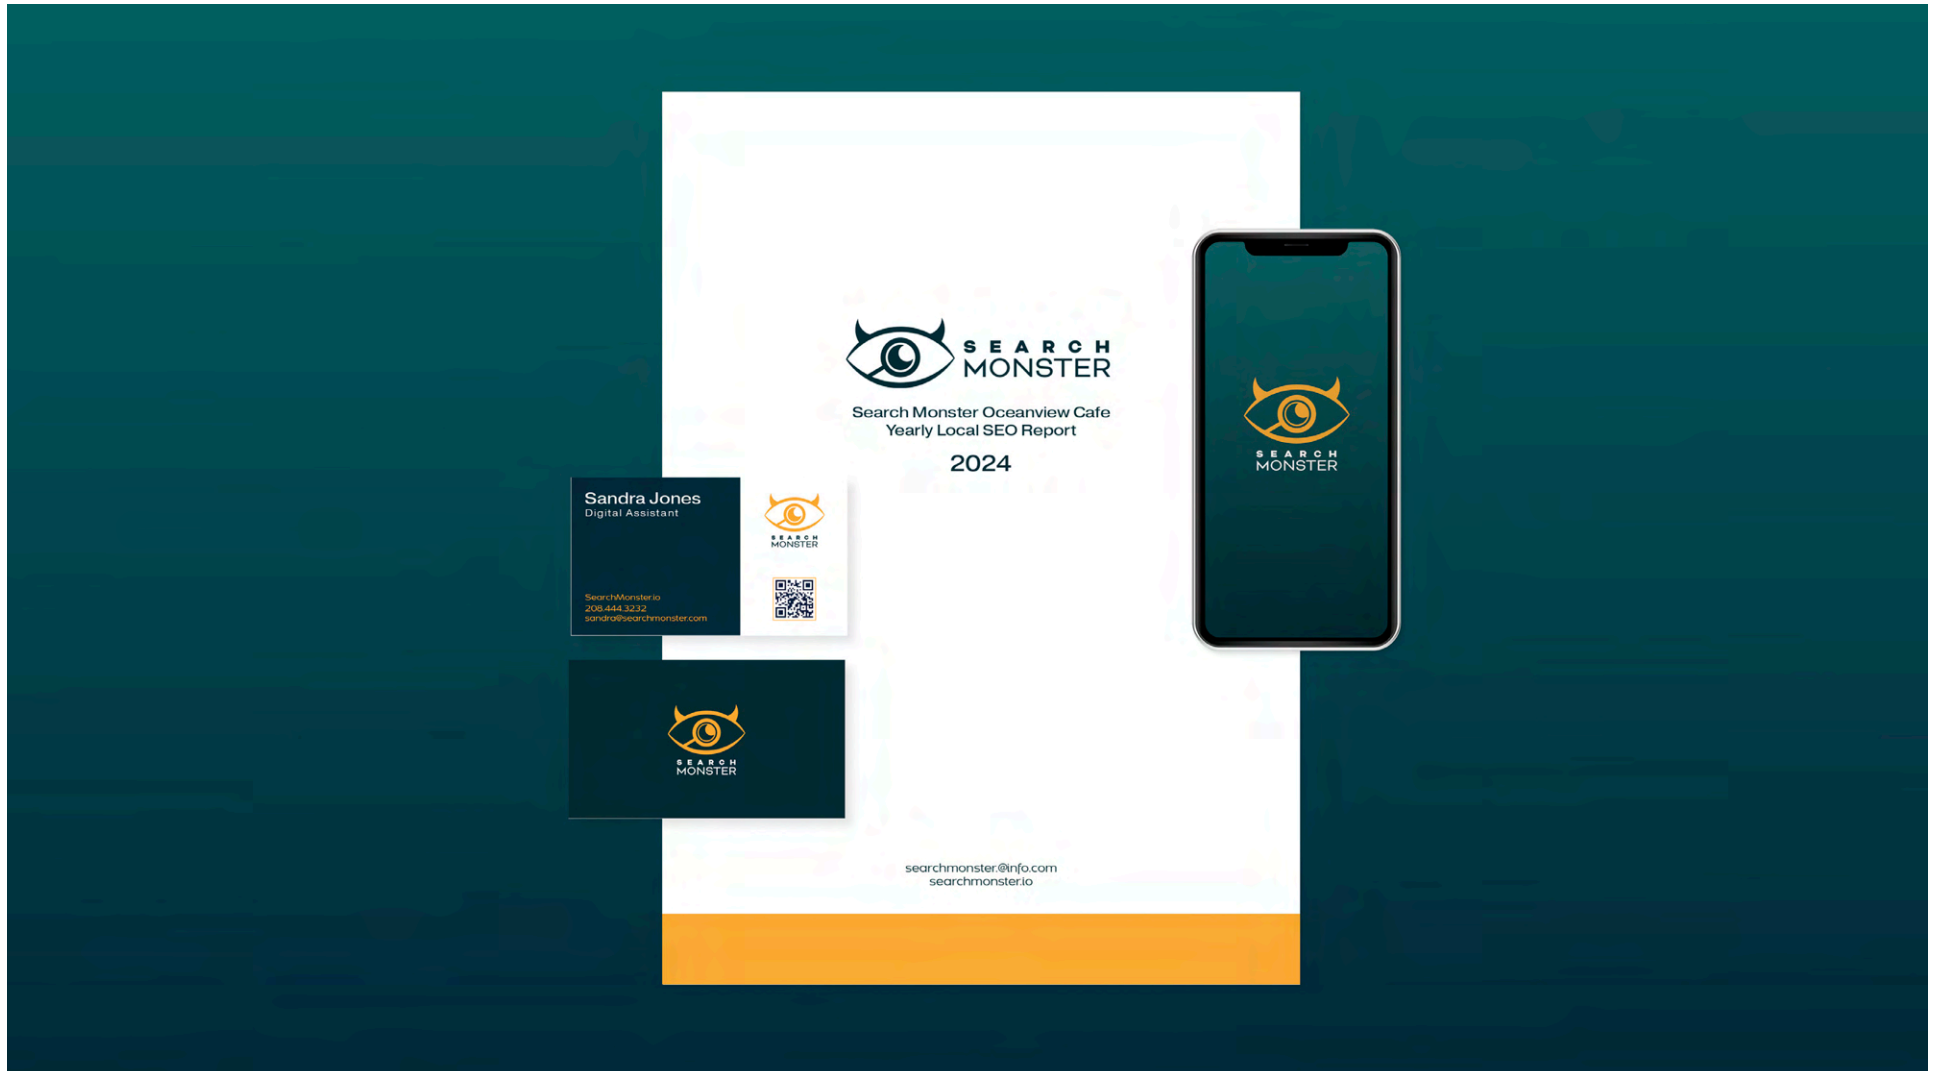 SEARCH
MONSTER
Search Monster Oceanview Cafe
Yearly Local SEO Report
2024
SEARCH
MONSTER
Sandra Jones
Digital Assistant
SearchMonster.io
208.444.3232
sandra@searchmonster.com
SEARCH
MONSTER
SEARCH
MONSTER
searchmonster.@info.com
searchmonster.io